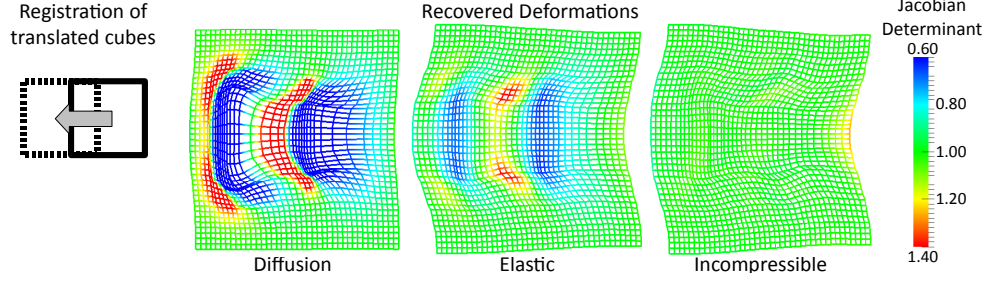 Registration of
translated cubes
Recovered Deformations
Jacobian
Determinant
0.60
0.80
1.00
1.20
1.40
Diffusion
Elastic
Incompressible